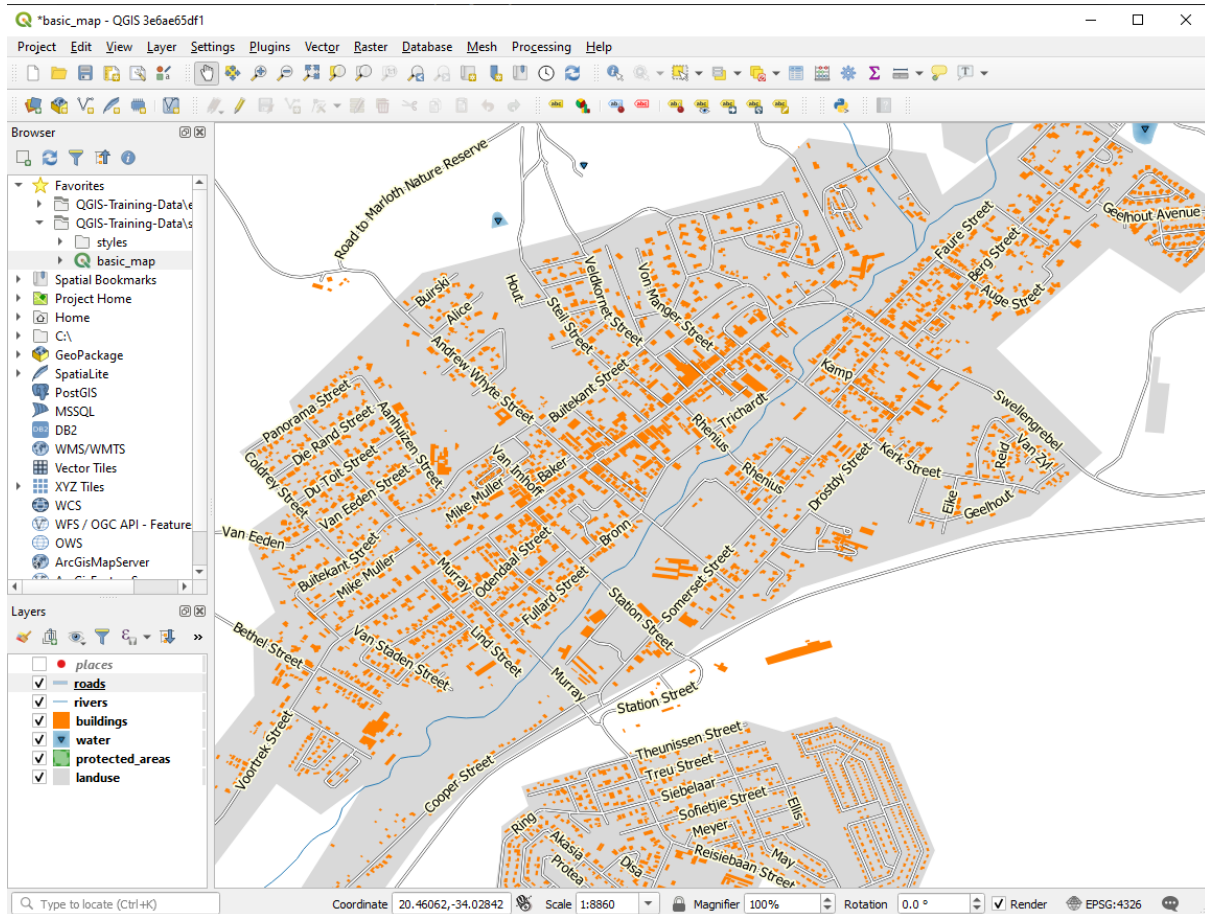 *basic_map - QGIS 3e6ae65df1
Project Edit View Layer Settings Plugins Vector Raster Database Mesh Processing Help
Browser
Favorites
QGIS-Training-Data\e
QGIS-Training-Data\s
styles
basic_map
Spatial Bookmarks
Project Home
Home
C:\
GeoPackage
SpatiaLite
PostGIS
MSSQL
DB2
WMS/WMTS
Vector Tiles
XYZ Tiles
WCS
WFS / OGC API - Feature
OWS
ArcGisMapServer
Layers
places
roads
rivers
buildings
water
protected_areas
landuse
Road to Marloth Nature Reserve
Geelhout Avenue
Faure Street
Berg Street
Auge Street
Buirski
Alice
Hout
Steil Street
Veldkornet Street
Von Manger Street
Andrew Whyte Street
Buitekant Street
Kamp
Swellengrebel
Panorama Street
Die Rand Street
Aanhuizen Street
Du Toit Street
Coldrey Street
Van Eeden Street
Van Eeden
Van Imhoff
Baker
Mike Muller
Rhenius
Trichardt
Rhenius
Drostdy Street
Kerk Street
Reid
Van Zyl
Eike
Geelhout
Buitekant Street
Mike Muller
Murray
Odendaal Street
Bronn
Fullard Street
Station Street
Somerset Street
Bethel Street
Van Staden Street
Lind Street
Murray
Station Street
Voortrek Street
Cooper Street
Theunissen Street
Treu Street
Siebelaar
Sofietjie Street
Ellis
Meyer
Ring
Reisiebaan Street
May
Akasia
Disa
Protea
Type to locate (Ctrl+K) Coordinate 20.46062,-34.02842 Scale 1:8860 Magnifier 100% Rotation 0.0 ° Render EPSG:4326